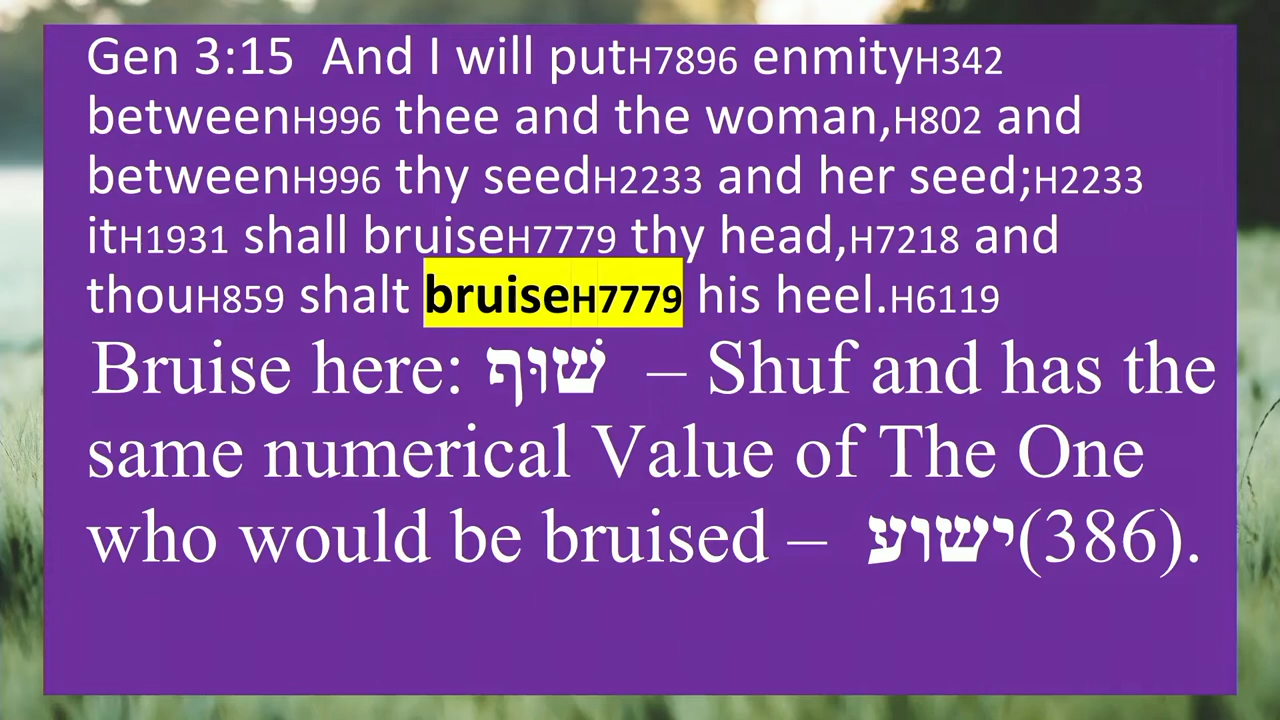 Gen 3:15  And I will putH7896 enmityH342
betweenH996 thee and the woman,H802 and
betweenH996 thy seedH2233 and her seed;H2233
itH1931 shall bruiseH7779 thy head,H7218 and
thouH859 shalt bruiseH7779 his heel.H6119
Bruise here: שׁוּף – Shuf and has the
same numerical Value of The One
who would be bruised – ישוע(386).